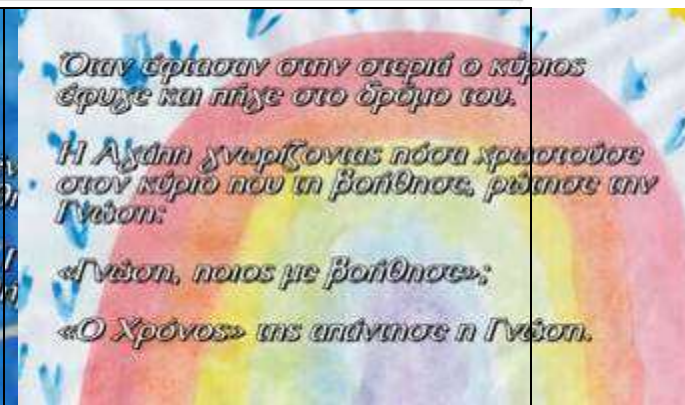 Όταν έφτασαν στην στεριά ο κύριος
έφυγε και πήγε στο δρόμο του.
Η Αγάπη γνωρίζοντας πόσα χρωστούσε
στον κύριο που τη βοήθησε, ρώτησε την
Γνώση:
«Γνώση, ποιος με βοήθησε»;
«Ο Χρόνος» της απάντησε η Γνώση.